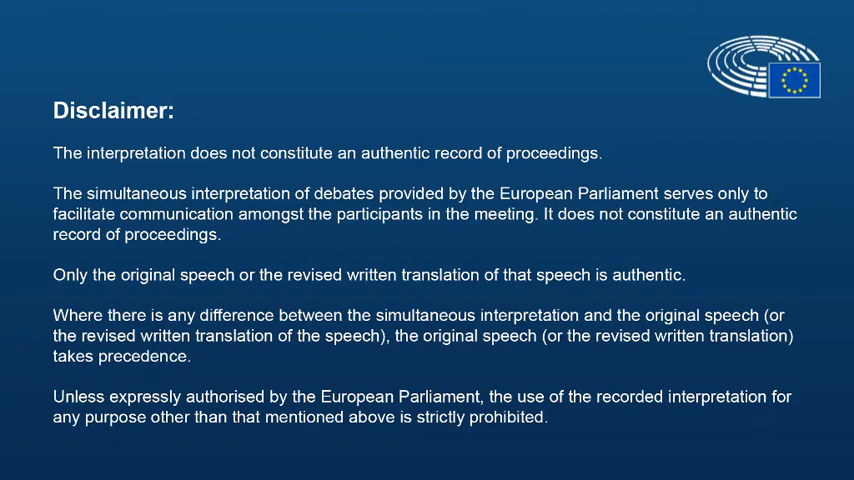 Disclaimer:
The interpretation does not constitute an authentic record of proceedings.
The simultaneous interpretation of debates provided by the European Parliament serves only to
facilitate communication amongst the participants in the meeting. It does not constitute an authentic
record of proceedings.
Only the original speech or the revised written translation of that speech is authentic.
Where there is any difference between the simultaneous interpretation and the original speech (or
the revised written translation of the speech), the original speech (or the revised written translation)
takes precedence.
Unless expressly authorised by the European Parliament, the use of the recorded interpretation for
any purpose other than that mentioned above is strictly prohibited.